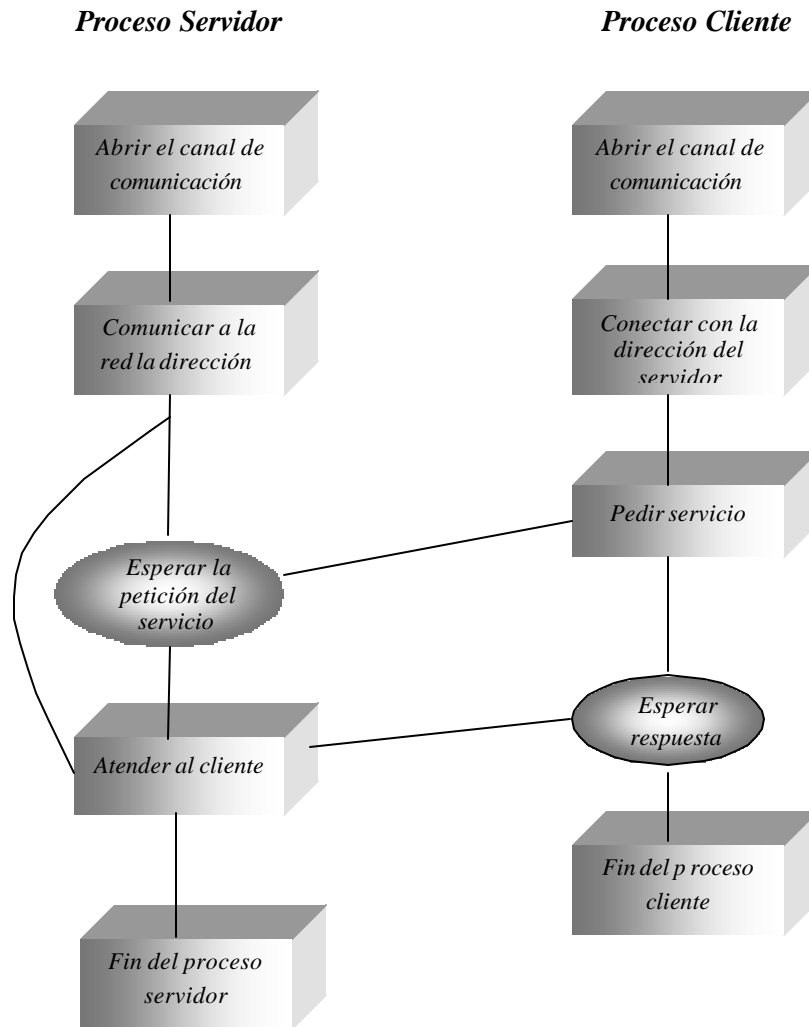 Proceso Servidor
Proceso Cliente
Abrir el canal de
comunicación
Abrir el canal de
comunicación
Comunicar a la
red la dirección
Conectar con la
dirección del
servidor
Pedir servicio
Esperar la
petición del
servicio
Esperar
respuesta
Atender al cliente
Fin del p roceso
cliente
Fin del proceso
servidor